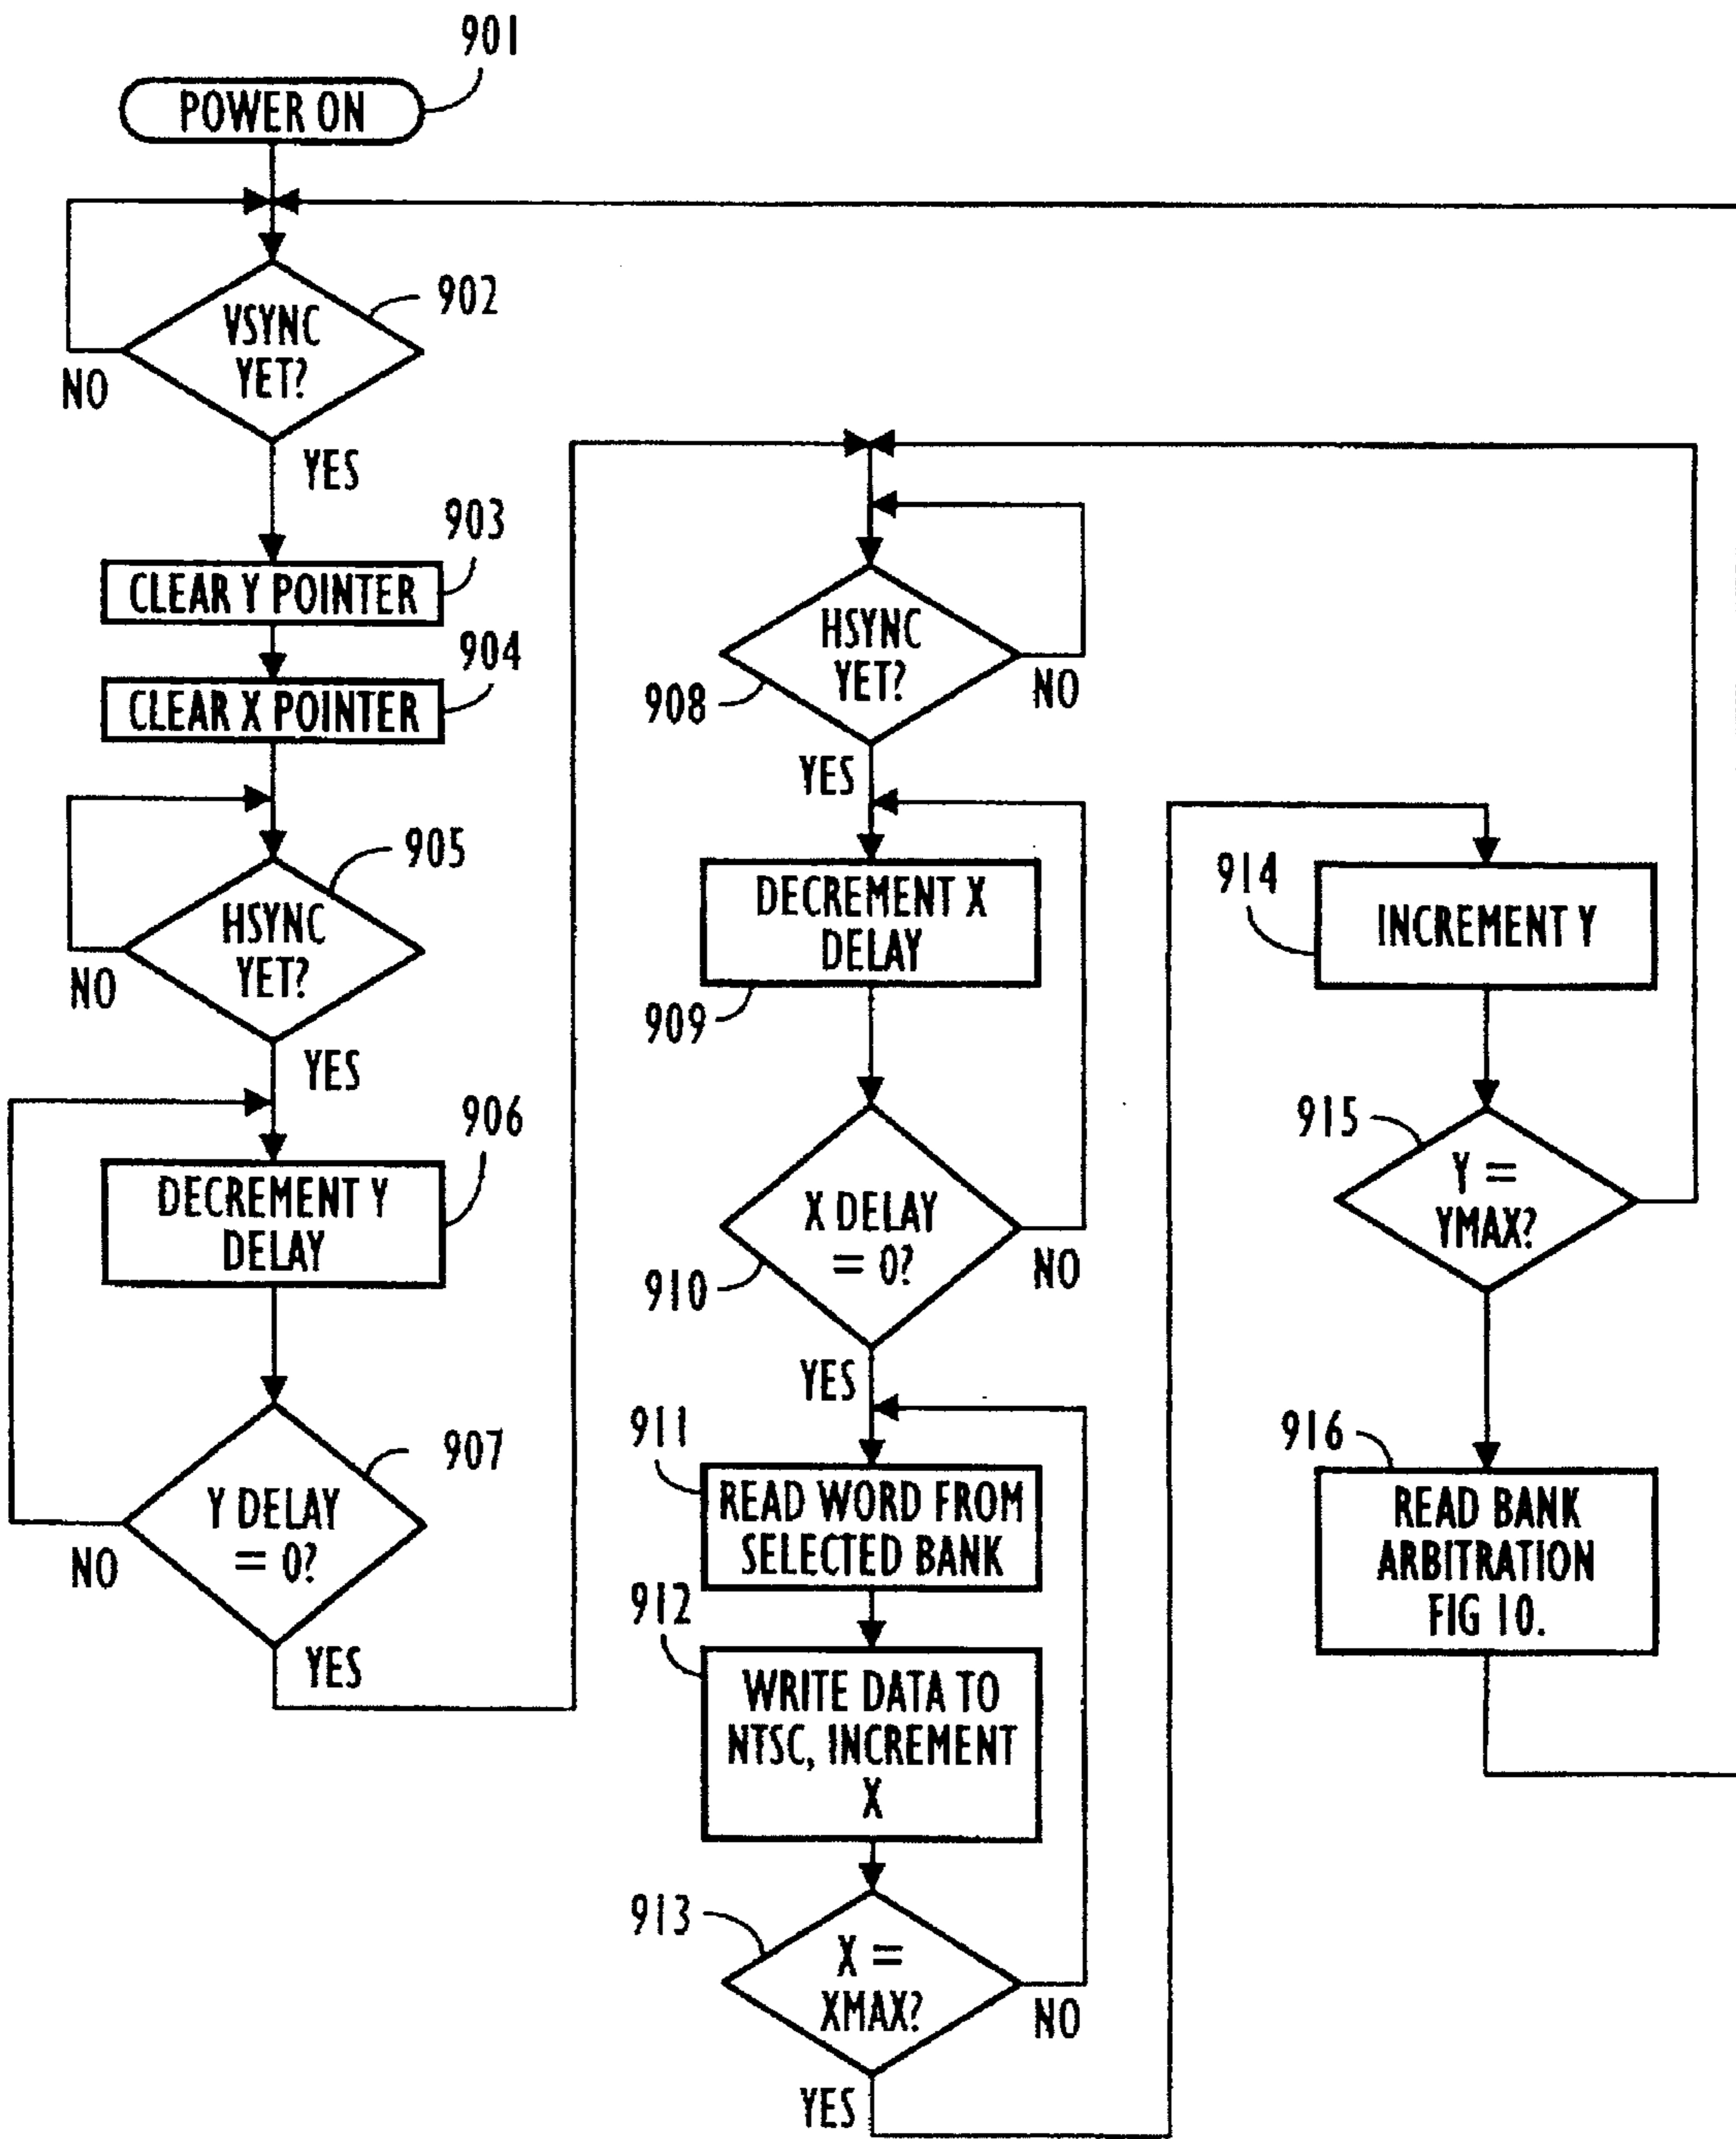 901
POWER ON
VSYNC
YET?
902
NO
YES
903
CLEAR Y POINTER
904
CLEAR X POINTER
905
HSYNC
YET?
NO
YES
906
DECREMENT Y
DELAY
907
Y DELAY
= 0?
NO
YES
HSYNC
YET?
908
NO
YES
DECREMENT X
DELAY
909
X DELAY
= 0?
910
NO
YES
911
READ WORD FROM
SELECTED BANK
912
WRITE DATA TO
NTSC, INCREMENT
X
913
X =
XMAX?
NO
YES
914
INCREMENT Y
915
Y =
YMAX?
916
READ BANK
ARBITRATION
FIG 10.